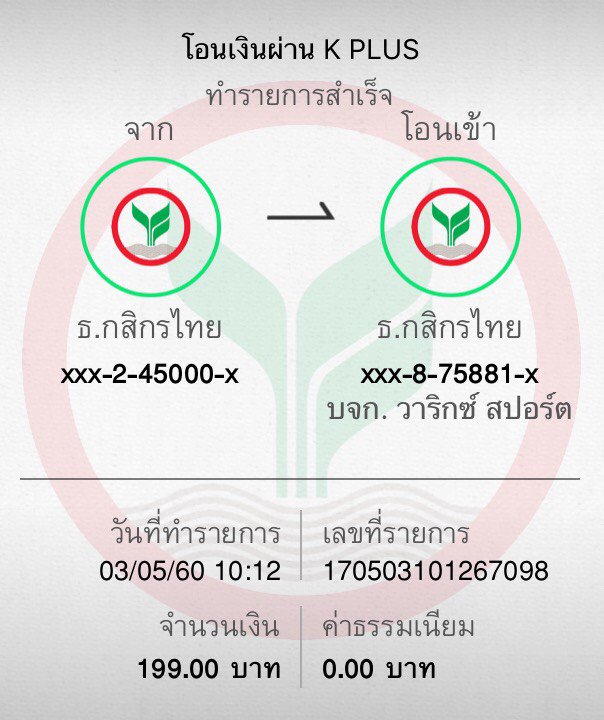 โอนเงินผ่าน K PLUS
ทำรายการสำเร็จ
จาก
โอนเข้า
ธ.กสิกรไทย
ธ.กสิกรไทย
xxx-2-45000-x
xxx-8-75881-x
บจก. วาริกซ์ สปอร์ต
วันที่ทำรายการ
03/05/60 10:12
เลขที่รายการ
170503101267098
จำนวนเงิน
199.00 บาท
ค่าธรรมเนียม
0.00 บาท